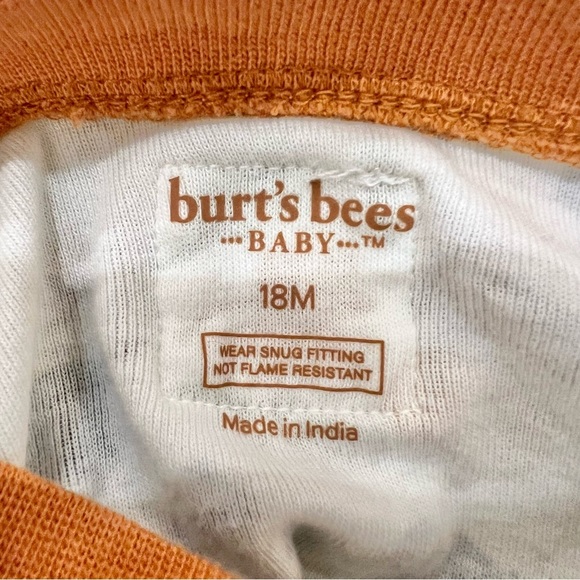 burt's bees
•••BABY•••™
18M
WEAR SNUG FITTING
NOT FLAME RESISTANT
Made in India